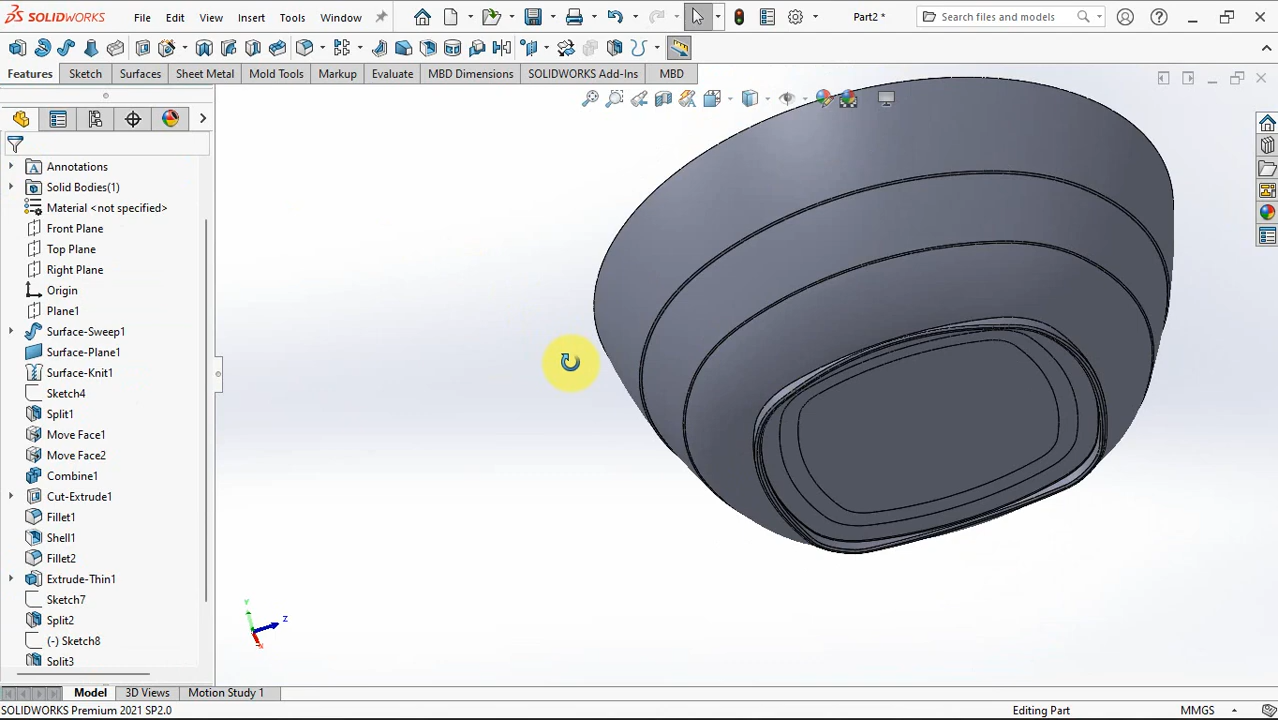 SOLIDWORKS File Edit View Insert Tools Window Part2 * Search files and models
Features Sketch Surfaces Sheet Metal Mold Tools Markup Evaluate MBD Dimensions SOLIDWORKS Add-Ins MBD
Annotations
Solid Bodies(1)
Material <not specified>
Front Plane
Top Plane
Right Plane
Origin
Plane1
Surface-Sweep1
Surface-Plane1
Surface-Knit1
Sketch4
Split1
Move Face1
Move Face2
Combine1
Cut-Extrude1
Fillet1
Shell1
Fillet2
Extrude-Thin1
Sketch7
Split2
(-) Sketch8
Split3
Y
Z
X
Model 3D Views Motion Study 1
SOLIDWORKS Premium 2021 SP2.0 Editing Part MMGS